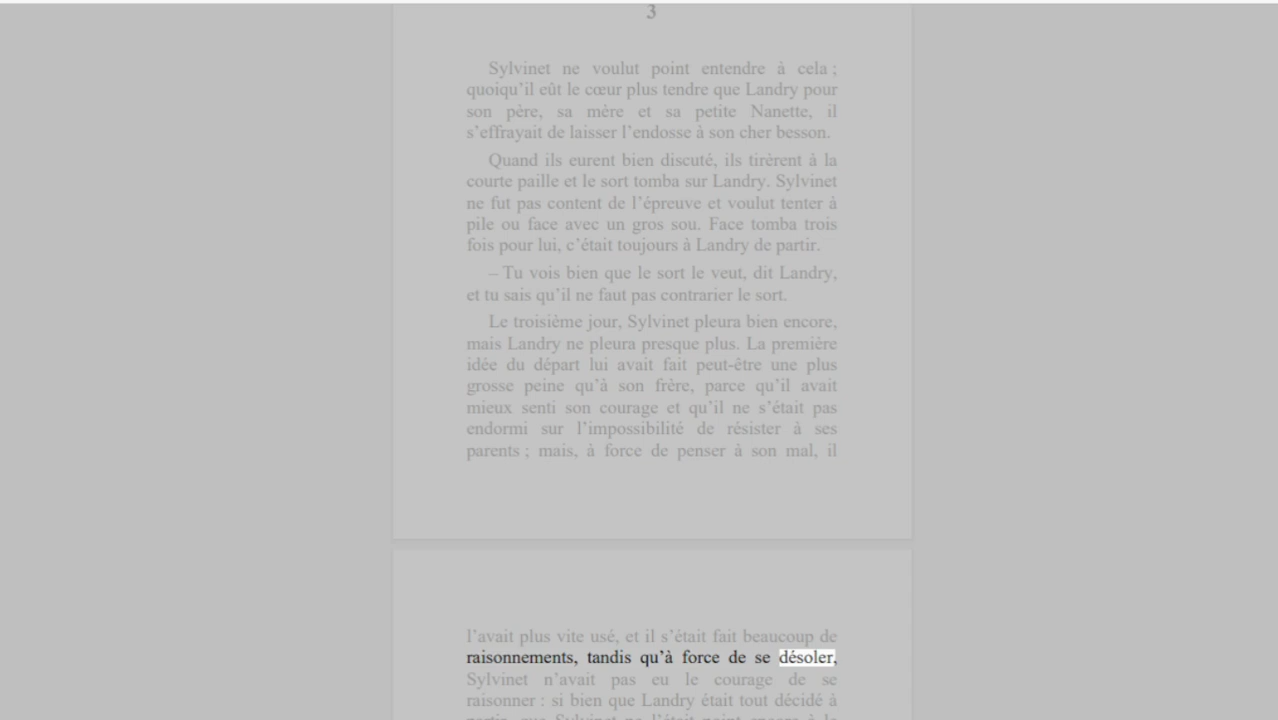 3
Sylvinet ne voulut point entendre à cela ;
quoiqu’il eût le cœur plus tendre que Landry pour
son père, sa mère et sa petite Nanette, il
s’effrayait de laisser l’endosse à son cher besson.
Quand ils eurent bien discuté, ils tirèrent à la
courte paille et le sort tomba sur Landry. Sylvinet
ne fut pas content de l’épreuve et voulut tenter à
pile ou face avec un gros sou. Face tomba trois
fois pour lui, c’était toujours à Landry de partir.
– Tu vois bien que le sort le veut, dit Landry,
et tu sais qu’il ne faut pas contrarier le sort.
Le troisième jour, Sylvinet pleura bien encore,
mais Landry ne pleura presque plus. La première
idée du départ lui avait fait peut-être une plus
grosse peine qu’à son frère, parce qu’il avait
mieux senti son courage et qu’il ne s’était pas
endormi sur l’impossibilité de résister à ses
parents ; mais, à force de penser à son mal, il
l’avait plus vite usé, et il s’était fait beaucoup de
raisonnements, tandis qu’à force de se désoler,
Sylvinet n’avait pas eu le courage de se
raisonner : si bien que Landry était tout décidé à
partir, que Sylvinet ne l’était point encore à le